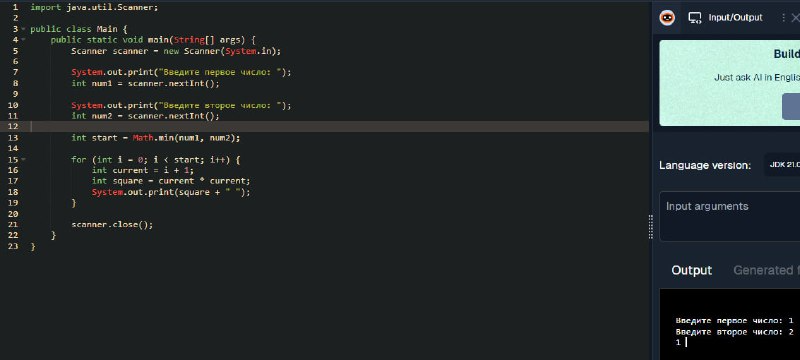 1 import java.util.Scanner;
2
3 public class Main {
4 public static void main(String[] args) {
5 Scanner scanner = new Scanner(System.in);
6
7 System.out.print("Введите первое число: ");
8 int num1 = scanner.nextInt();
9
10 System.out.print("Введите второе число: ");
11 int num2 = scanner.nextInt();
12
13 int start = Math.min(num1, num2);
14
15 for (int i = 0; i < start; i++) {
16 int current = i + 1;
17 int square = current * current;
18 System.out.print(square + " ");
19 }
20
21 scanner.close();
22 }
23 }
Input/Output
Build
Just ask AI in English
Language version:
JDK 21.0
Input arguments
Output Generated f
Введите первое число: 1
Введите второе число: 2
1